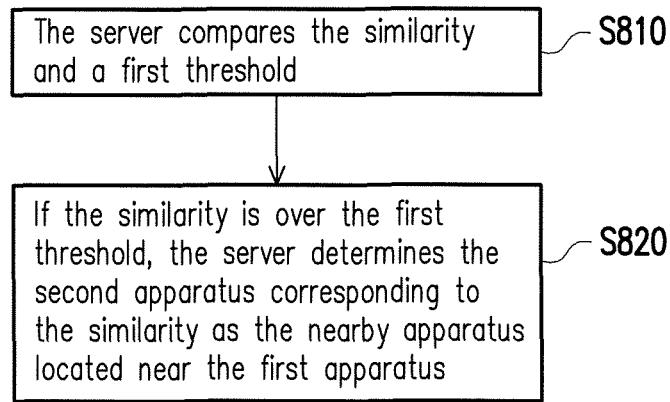 The server compares the similarity
and a first threshold
S810
If the similarity is over the first
threshold, the server determines the
second apparatus corresponding to
the similarity as the nearby apparatus
located near the first apparatus
S820